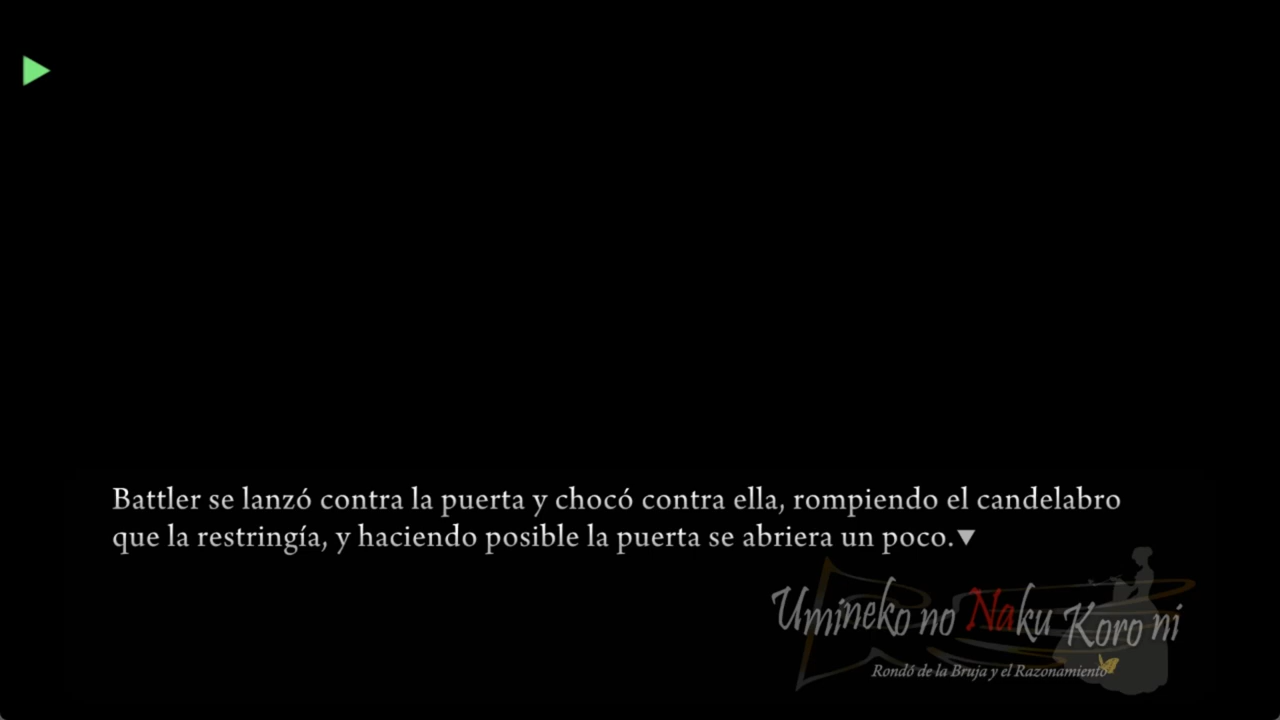 Battler se lanzó contra la puerta y chocó contra ella, rompiendo el candelabro
que la restringía, y haciendo posible la puerta se abriera un poco.▼
Umineko no Naku Koro ni
Rondó de la Bruja y el Razonamiento